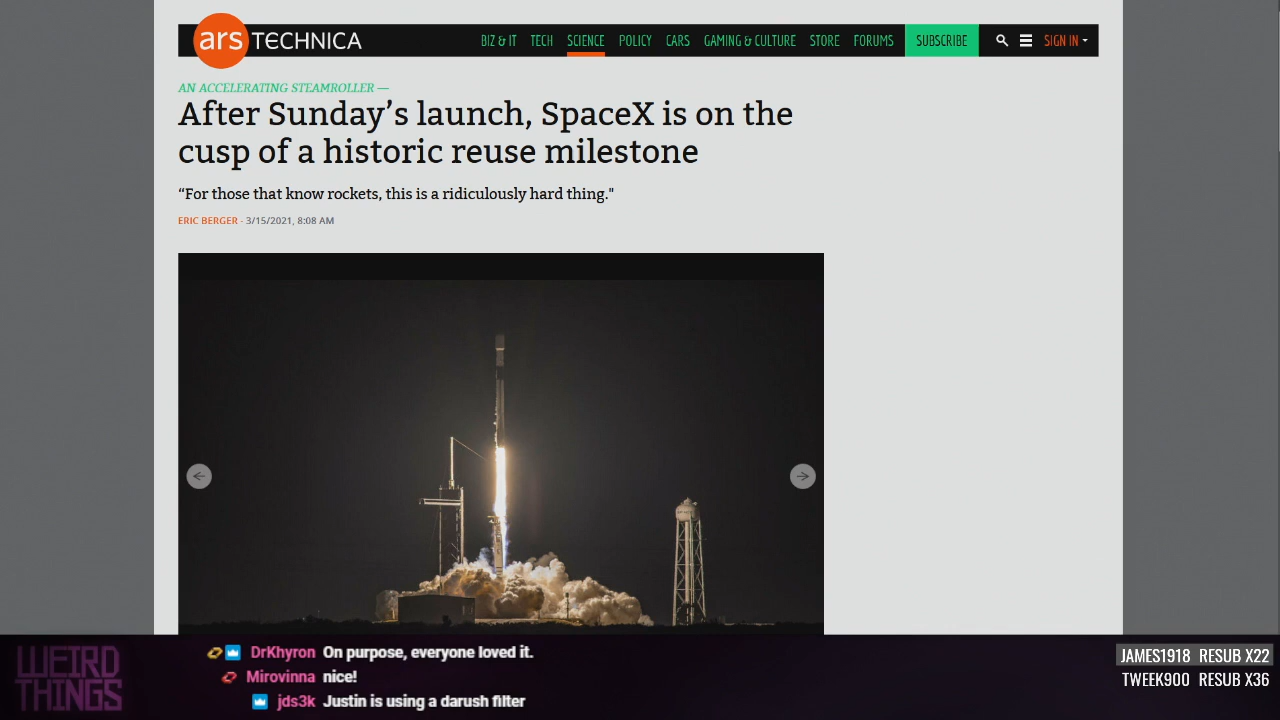 ars TECHNICA
BIZ & IT TECH SCIENCE POLICY CARS GAMING & CULTURE STORE FORUMS SUBSCRIBE SIGN IN
AN ACCELERATING STEAMROLLER —
After Sunday’s launch, SpaceX is on the
cusp of a historic reuse milestone
“For those that know rockets, this is a ridiculously hard thing."
ERIC BERGER - 3/15/2021, 8:08 AM
WEIRD
THINGS
DrKhyron On purpose, everyone loved it.
Mirovinna nice!
jds3k Justin is using a darush filter
JAMES1918 RESUB X22
TWEEK900 RESUB X36